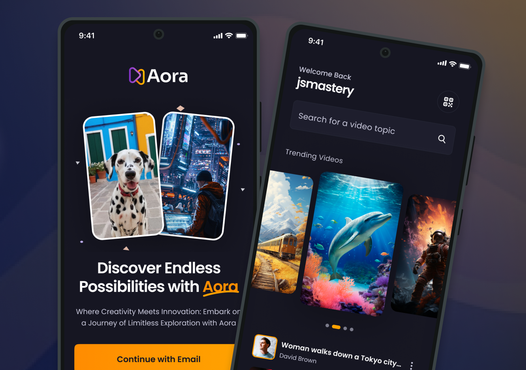 9:41
Aora
Discover Endless
Possibilities with Aora
Where Creativity Meets Innovation: Embark on
a Journey of Limitless Exploration with Aora
Continue with Email
9:41
Welcome Back
jsmastery
Search for a video topic
Trending Videos
Woman walks down a Tokyo city...
David Brown